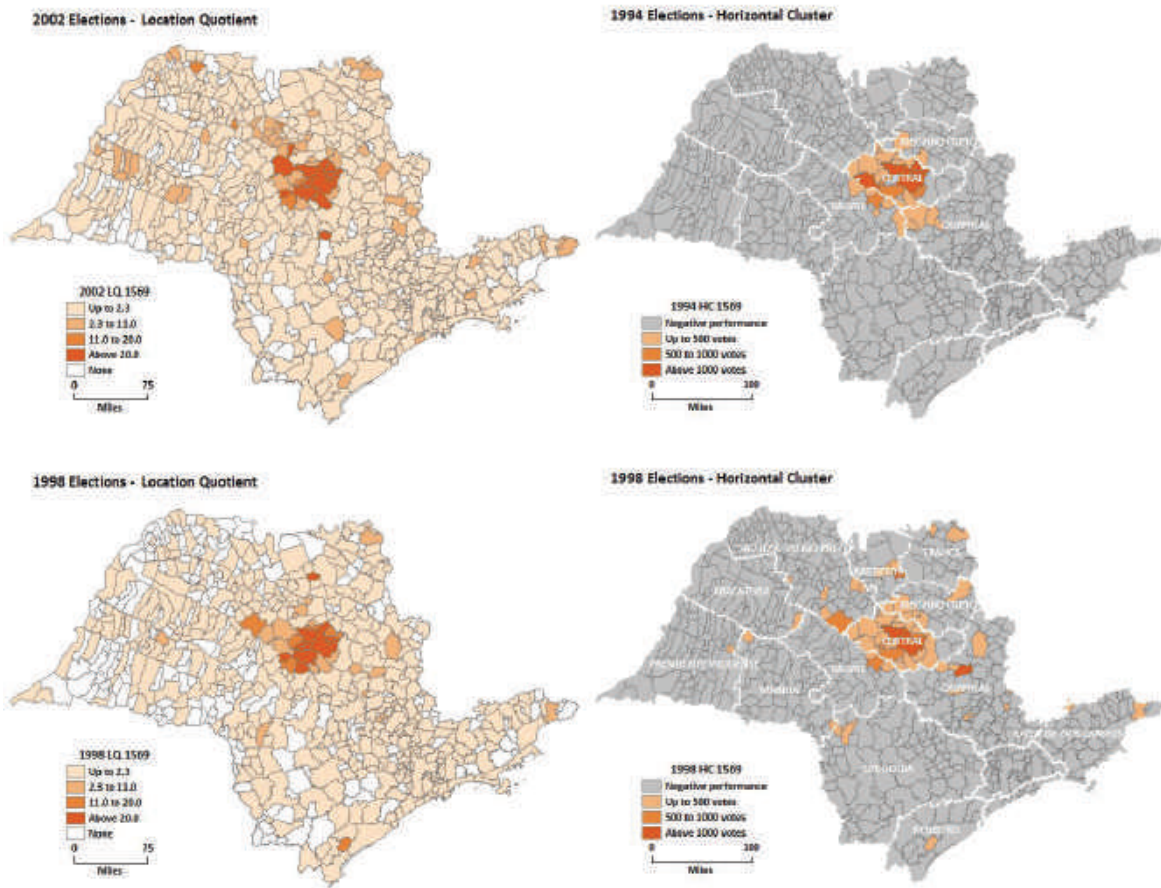 2002 Elections - Location Quotient
2002 LQ 1569
Up to 2.3
2.3 to 11.0
11.0 to 20.0
Above 20.0
None
0 75
Miles
1994 Elections - Horizontal Cluster
CENTRAL
1994 HC 1569
Negative performance
Up to 500 votes
500 to 1000 votes
Above 1000 votes
0 100
Miles
1998 Elections - Location Quotient
1998 LQ 1569
Up to 2.3
2.3 to 11.0
11.0 to 20.0
Above 20.0
None
0 75
Miles
1998 Elections - Horizontal Cluster
FRANCA
ARACATUBA
CENTRAL
1998 HC 1569
Negative performance
Up to 500 votes
500 to 1000 votes
Above 1000 votes
0 100
Miles